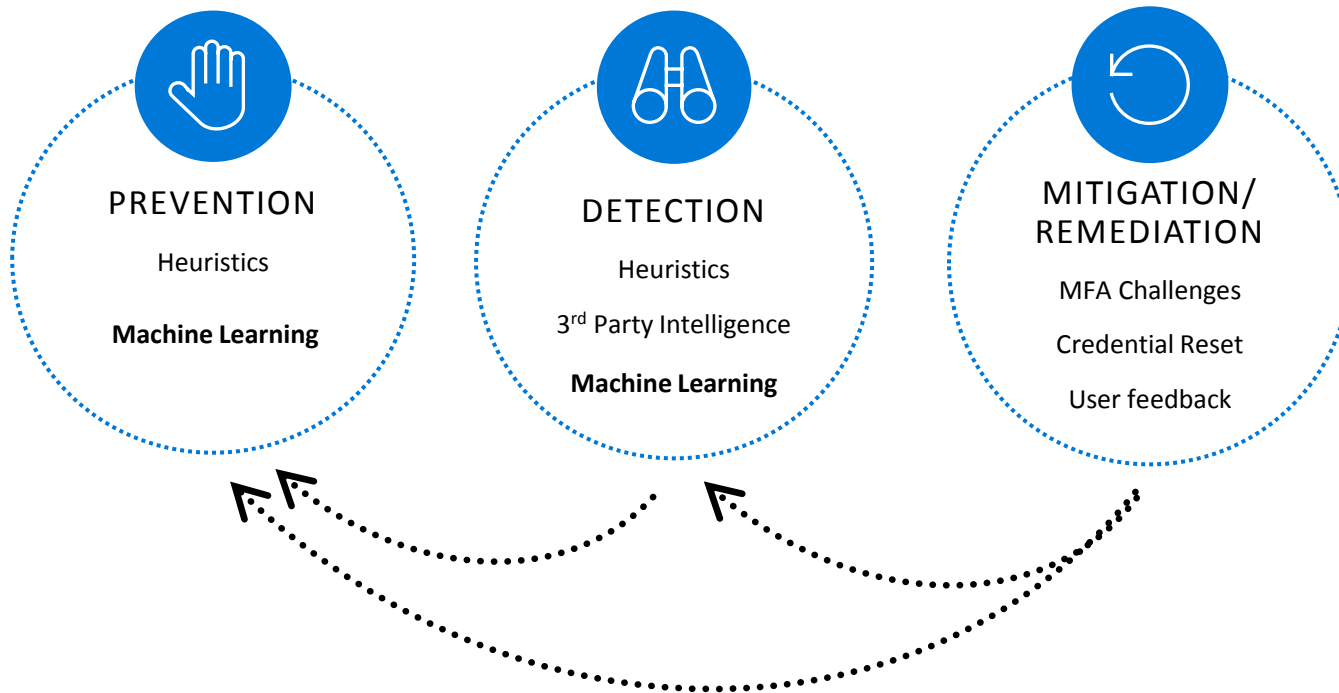 PREVENTION
Heuristics
Machine Learning
DETECTION
Heuristics
3rd Party Intelligence
Machine Learning
MITIGATION/
REMEDIATION
MFA Challenges
Credential Reset
User feedback